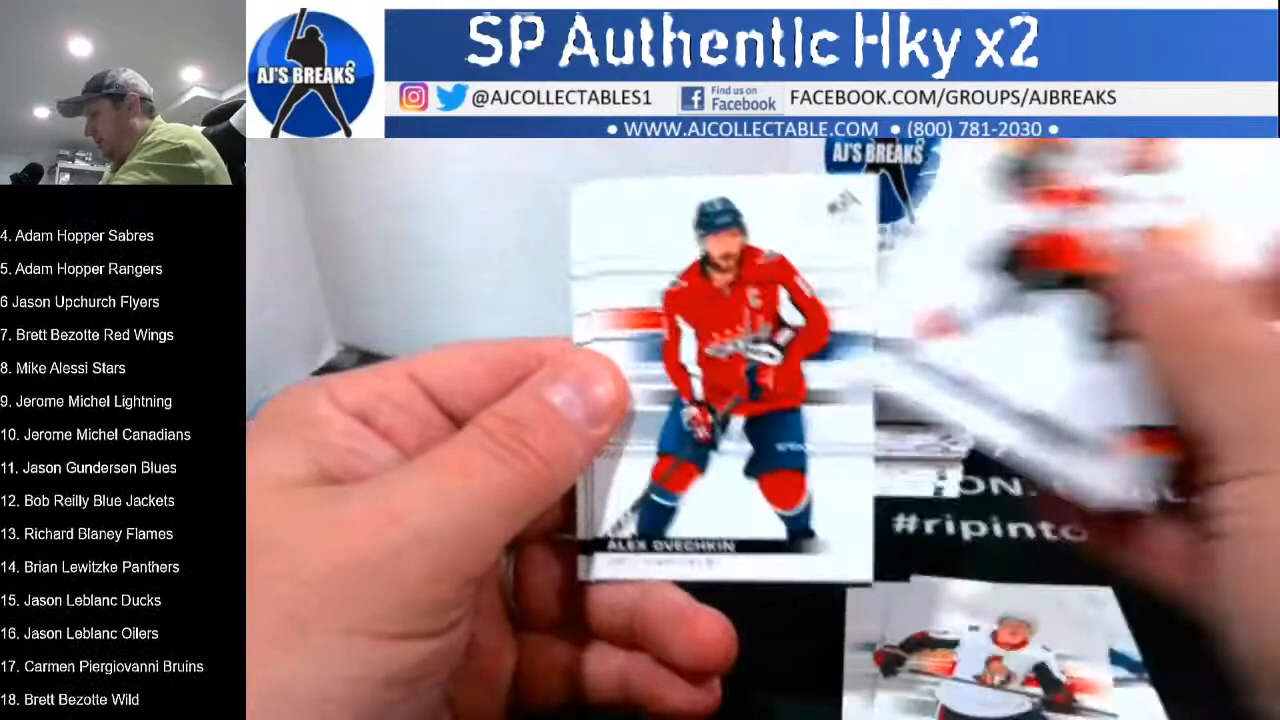 SP Authentic Hky x2
AJ'S BREAKS
@AJCOLLECTABLES1
Find us on
Facebook
FACEBOOK.COM/GROUPS/AJBREAKS
• WWW.AJCOLLECTABLE.COM • (800) 781-2030 •
AJ'S BREAKS
4. Adam Hopper Sabres
5. Adam Hopper Rangers
6 Jason Upchurch Flyers
7. Brett Bezotte Red Wings
8. Mike Alessi Stars
9. Jerome Michel Lightning
10. Jerome Michel Canadians
11. Jason Gundersen Blues
12. Bob Reilly Blue Jackets
13. Richard Blaney Flames
14. Brian Lewitzke Panthers
15. Jason Leblanc Ducks
16. Jason Leblanc Oilers
17. Carmen Piergiovanni Bruins
18. Brett Bezotte Wild
ALEX OVECHKIN
#ripinto